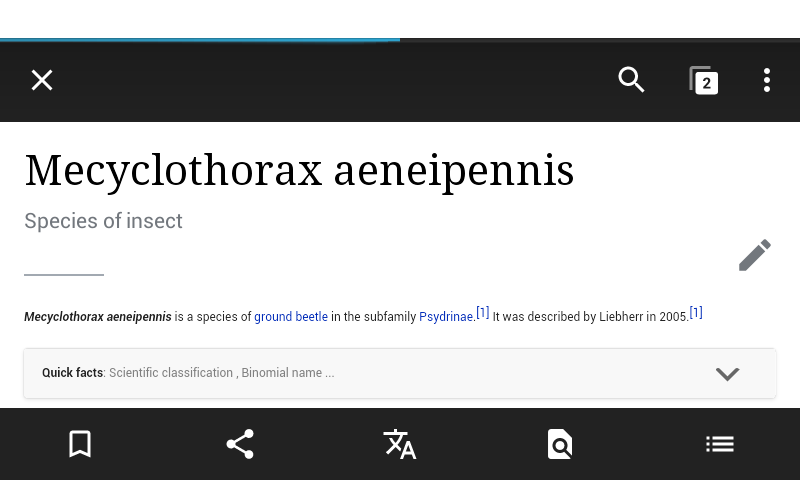 2
Mecyclothorax aeneipennis
Species of insect
Mecyclothorax aeneipennis is a species of ground beetle in the subfamily Psydrinae.[1] It was described by Liebherr in 2005.[1]
Quick facts: Scientific classification , Binomial name ...